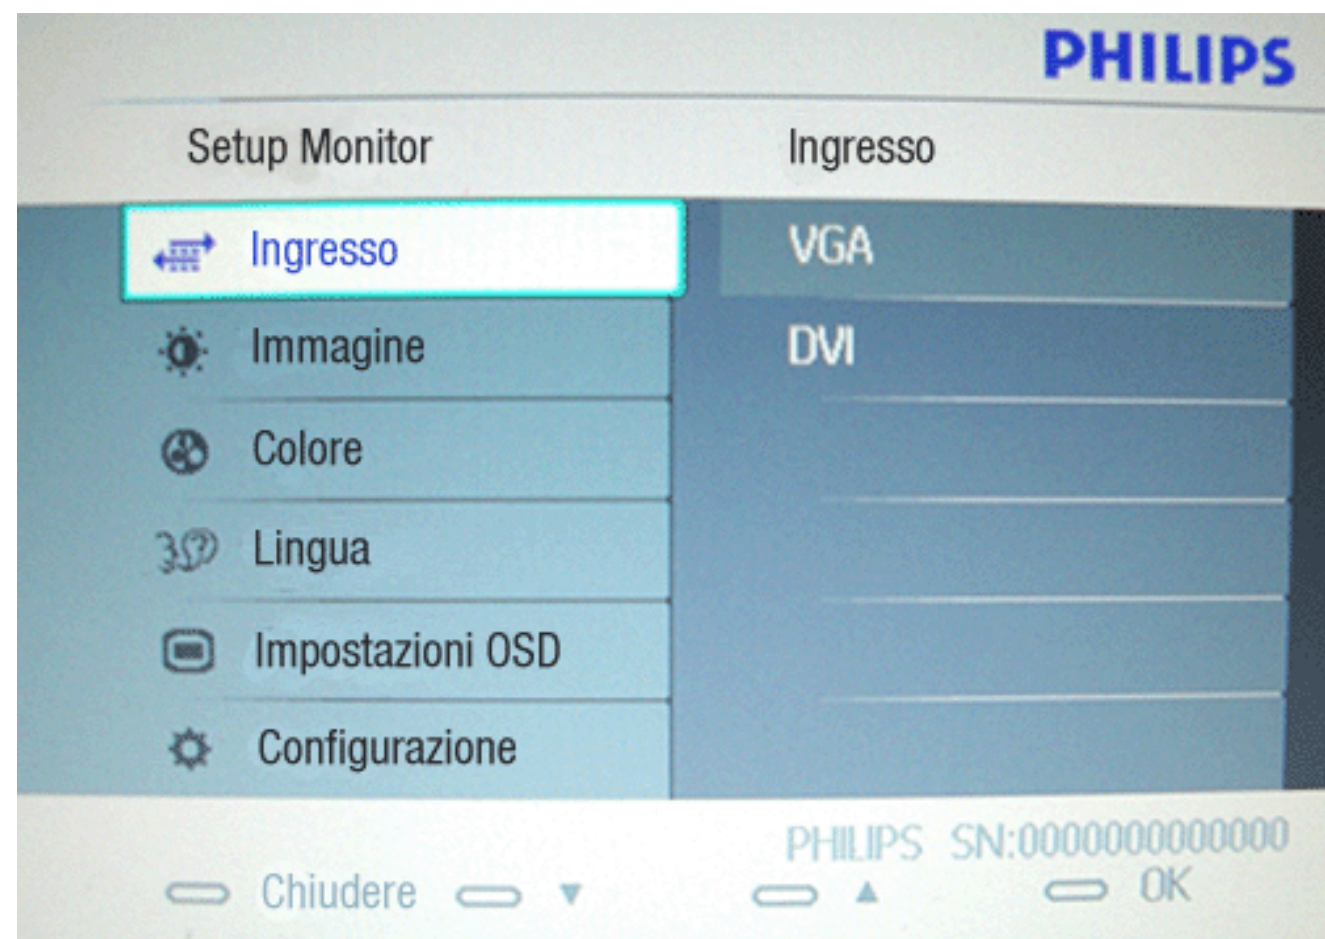 PHILIPS
Setup Monitor
Ingresso
Ingresso
VGA
Immagine
DVI
Colore
Lingua
Impostazioni OSD
Configurazione
PHILIPS SN:0000000000000
Chiudere ▼ ▲ OK